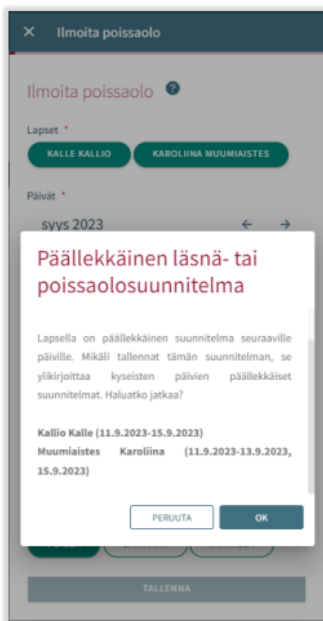 Ilmoita poissaolo
Ilmoita poissaolo
Lapset *
KALLE KALLIO KAROLIINA MUUMIAISTES
Päivät *
syys 2023
Päällekkäinen läsnä- tai
poissaolosuunnitelma
Lapsella on päällekkäinen suunnitelma seuraaville
päiville. Mikäli tallennat tämän suunnitelman, se
ylikirjoittaa kyseisten päivien päällekkäiset
suunnitelmat. Haluatko jatkaa?
Kallio Kalle (11.9.2023-15.9.2023)
Muumiaistes Karoliina (11.9.2023-13.9.2023,
15.9.2023)
PERUUTA OK
TALLENNA